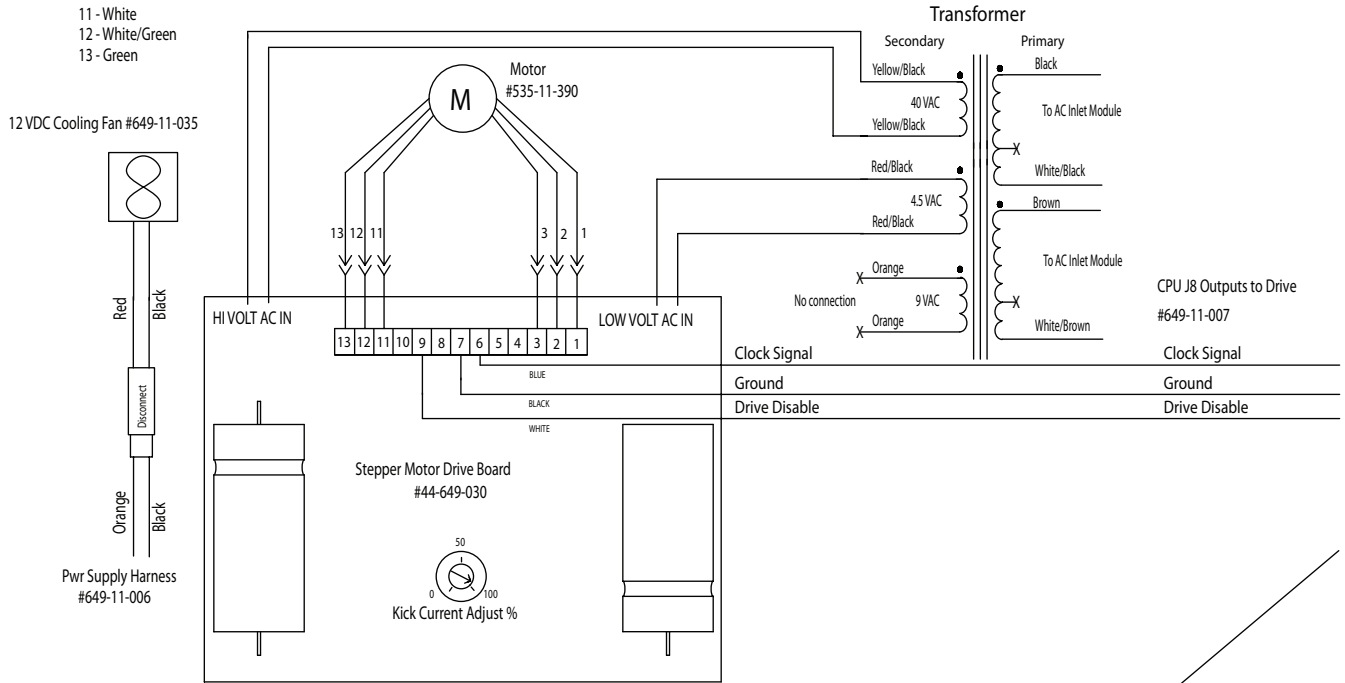 11 - White
12 - White/Green
13 - Green
Transformer
Secondary
Primary
Yellow/Black
Black
40 VAC
To AC Inlet Module
Yellow/Black
X
Red/Black
White/Black
4.5 VAC
Brown
Red/Black
To AC Inlet Module
X Orange
No connection
9 VAC
X
X Orange
White/Brown
Motor
#535-11-390
M
12 VDC Cooling Fan #649-11-035
Red
Black
Disconnect
Orange
Black
Pwr Supply Harness
#649-11-006
13 12 11
3 2 1
HI VOLT AC IN
LOW VOLT AC IN
13 12 11 10 9 8 7 6 5 4 3 2 1
CPU J8 Outputs to Drive
#649-11-007
BLUE
Clock Signal
Clock Signal
BLACK
Ground
Ground
WHITE
Drive Disable
Drive Disable
Stepper Motor Drive Board
#44-649-030
50
0
100
Kick Current Adjust %